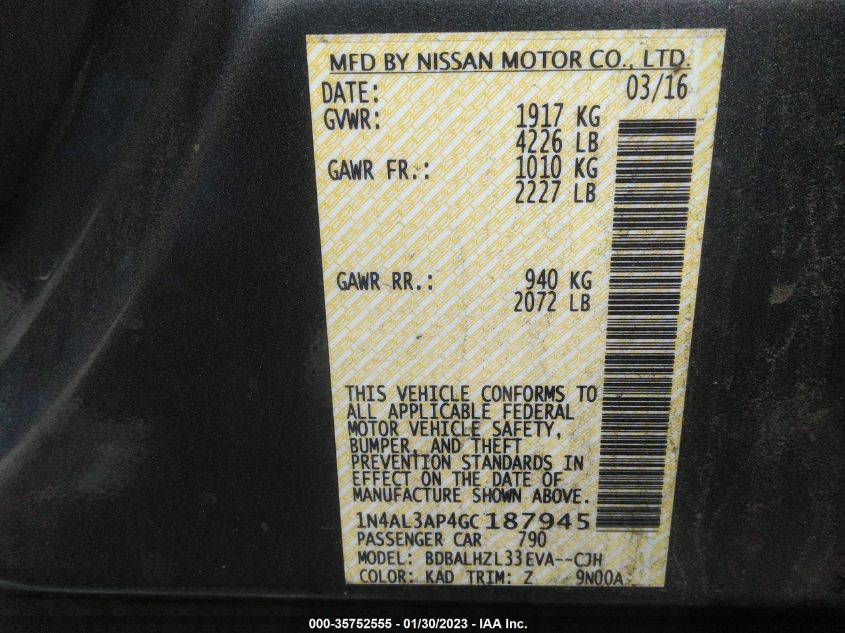 MFD BY NISSAN MOTOR CO., LTD.
DATE: 03/16
GVWR: 1917 KG
4226 LB
GAWR FR.: 1010 KG
2227 LB
GAWR RR.: 940 KG
2072 LB
THIS VEHICLE CONFORMS TO
ALL APPLICABLE FEDERAL
MOTOR VEHICLE SAFETY,
BUMPER, AND THEFT
PREVENTION STANDARDS IN
EFFECT ON THE DATE OF
MANUFACTURE SHOWN ABOVE.
1N4AL3AP4GC187945
PASSENGER CAR 790
MODEL: BDBALHZL33EVA--CJH
COLOR: KAD TRIM: Z 9N00A
000-35752555 - 01/30/2023 - IAA Inc.